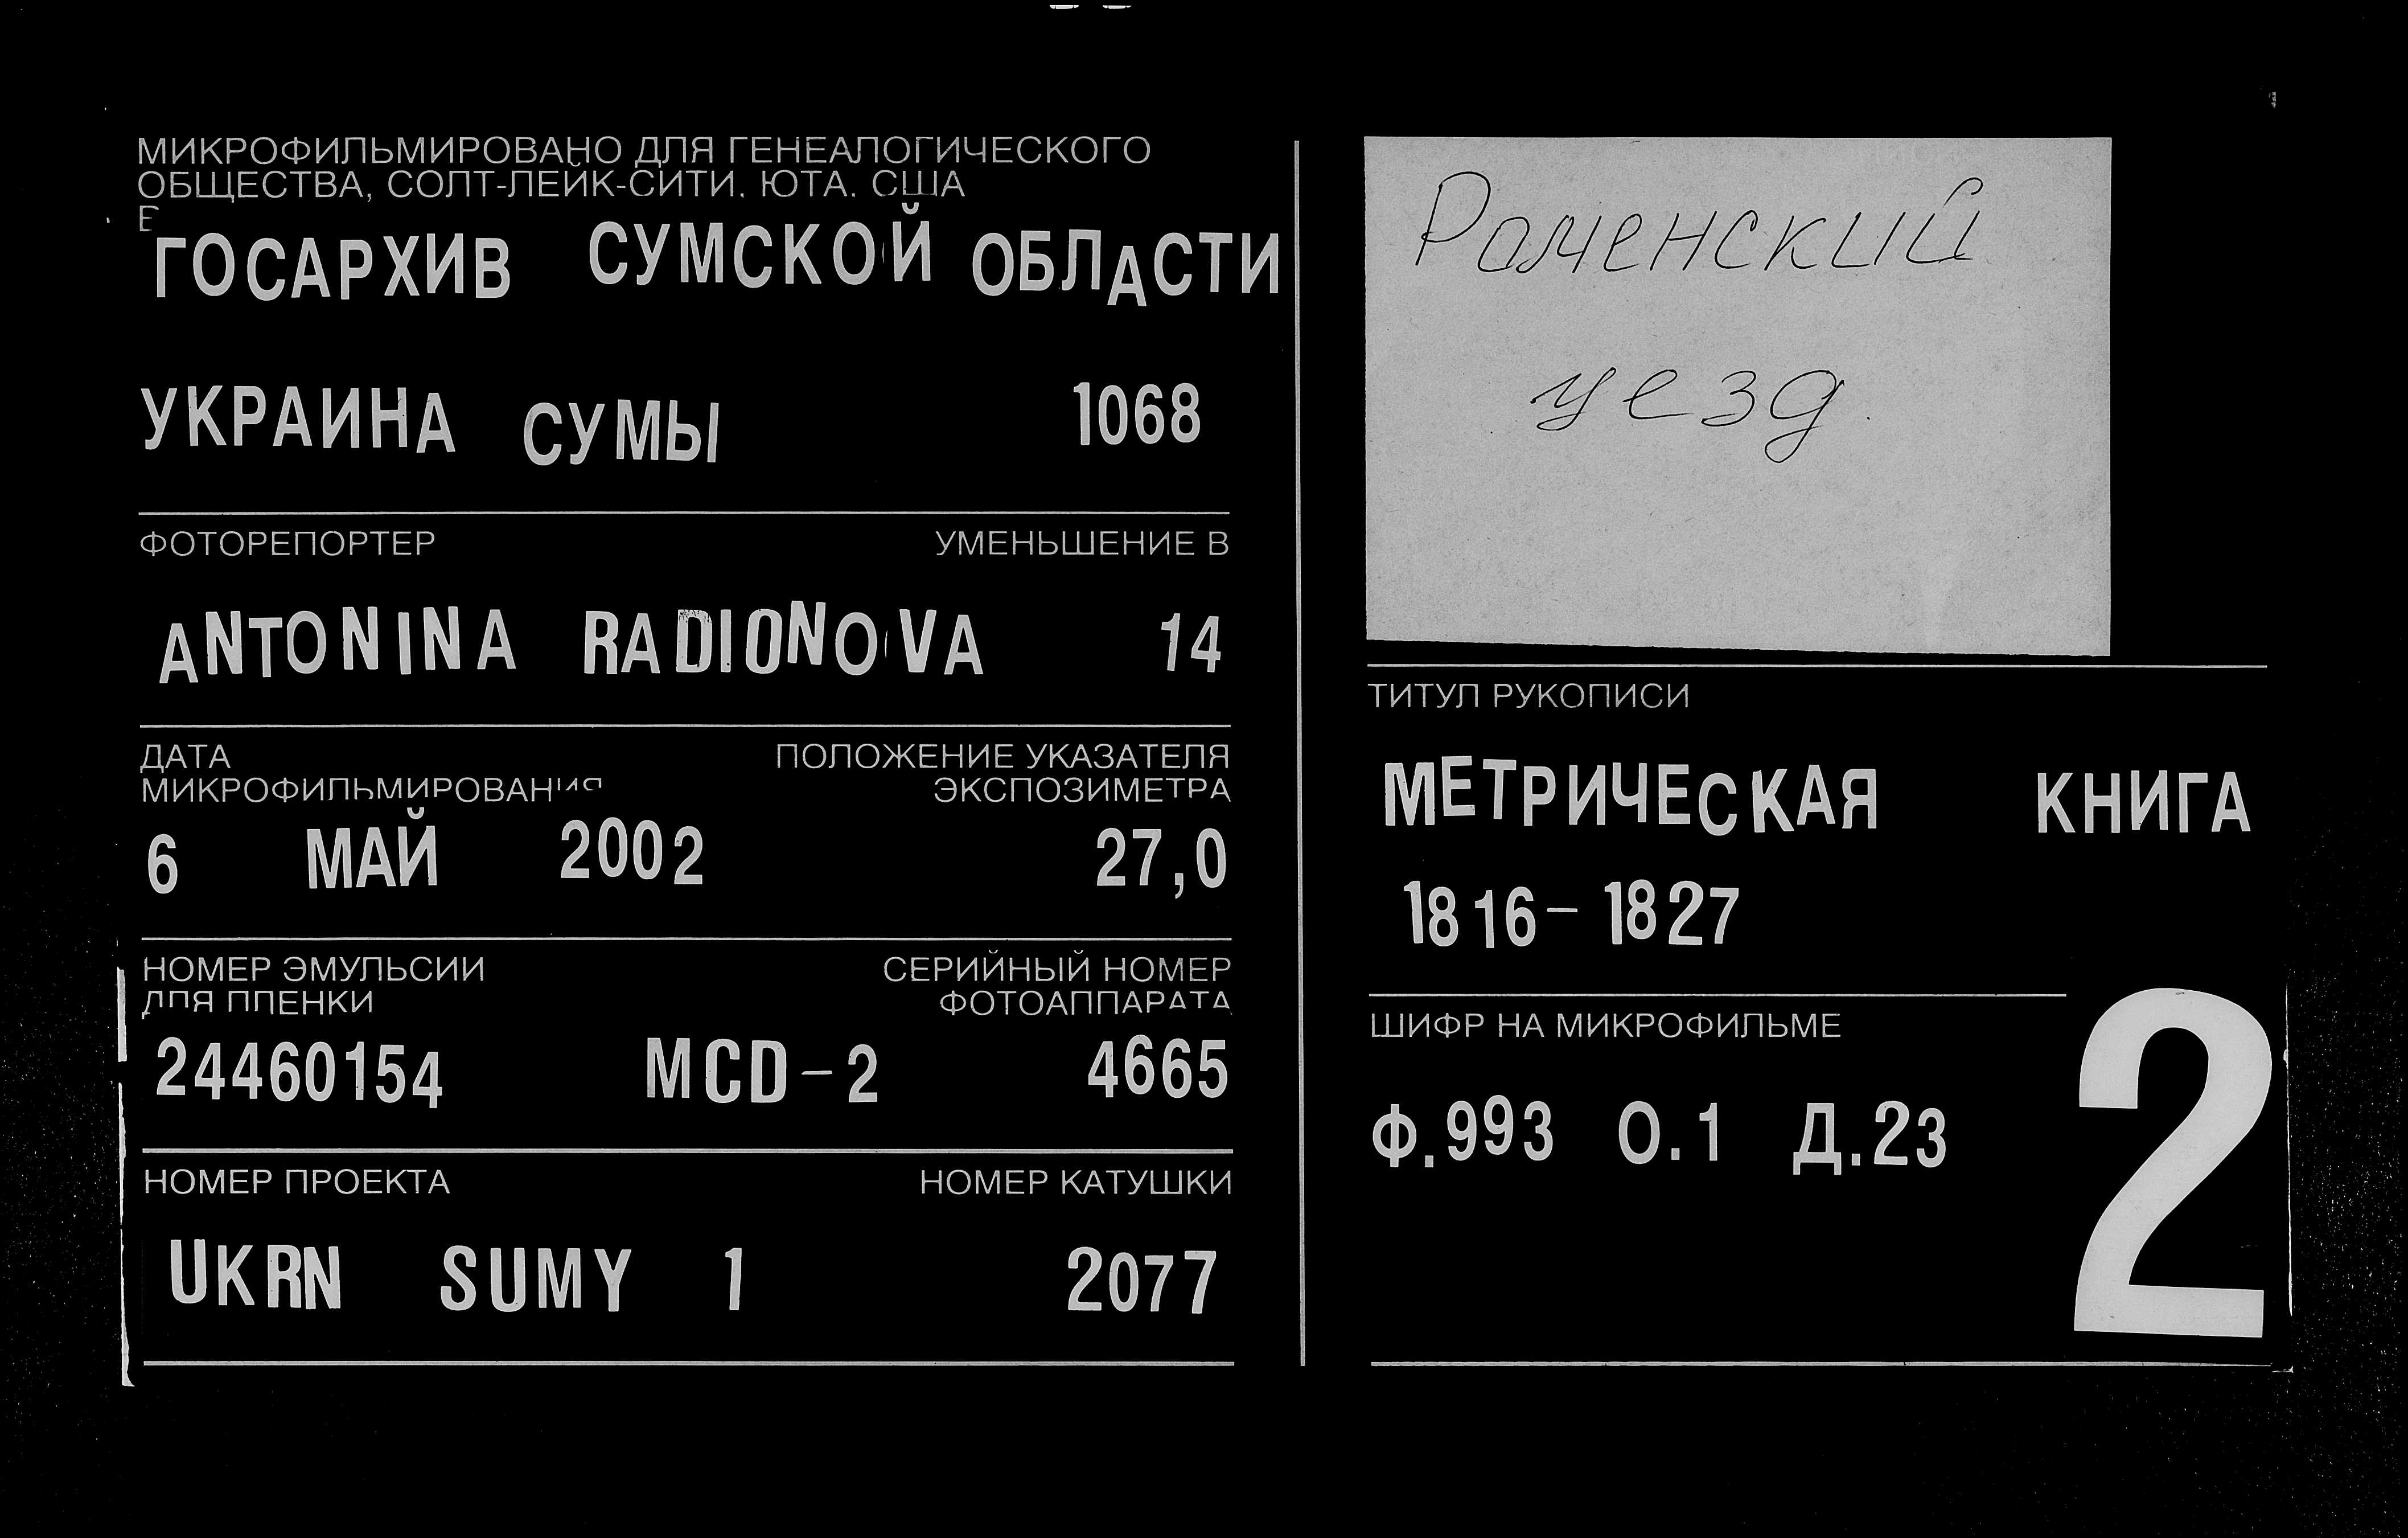 МИКРОФИЛЬМИРОВАНО ДЛЯ ГЕНЕАЛОГИЧЕСКОГО
ОБЩЕСТВА, СОЛТ-ЛЕЙК-СИТИ, ЮТА, США
В
ГОСАРХИВ СУМСКОЙ ОБЛАСТИ
УКРАИНА СУМЫ 1068
ФОТОРЕПОРТЕР УМЕНЬШЕНИЕ В
ANTONINA RADIONOVA 14
ДАТА ПОЛОЖЕНИЕ УКАЗАТЕЛЯ
МИКРОФИЛЬМИРОВАНИЯ ЭКСПОЗИМЕТРА
6 МАЙ 2002 27,0
НОМЕР ЭМУЛЬСИИ СЕРИЙНЫЙ НОМЕР
ДЛЯ ПЛЕНКИ ФОТОАППАРАТА
24460154 MCD-2 4665
НОМЕР ПРОЕКТА НОМЕР КАТУШКИ
UKRN SUMY 1 2077
Роменский
уезд.
ТИТУЛ РУКОПИСИ
МЕТРИЧЕСКАЯ КНИГА
1816-1827
ШИФР НА МИКРОФИЛЬМЕ
Ф.993 О.1 Д.23
2